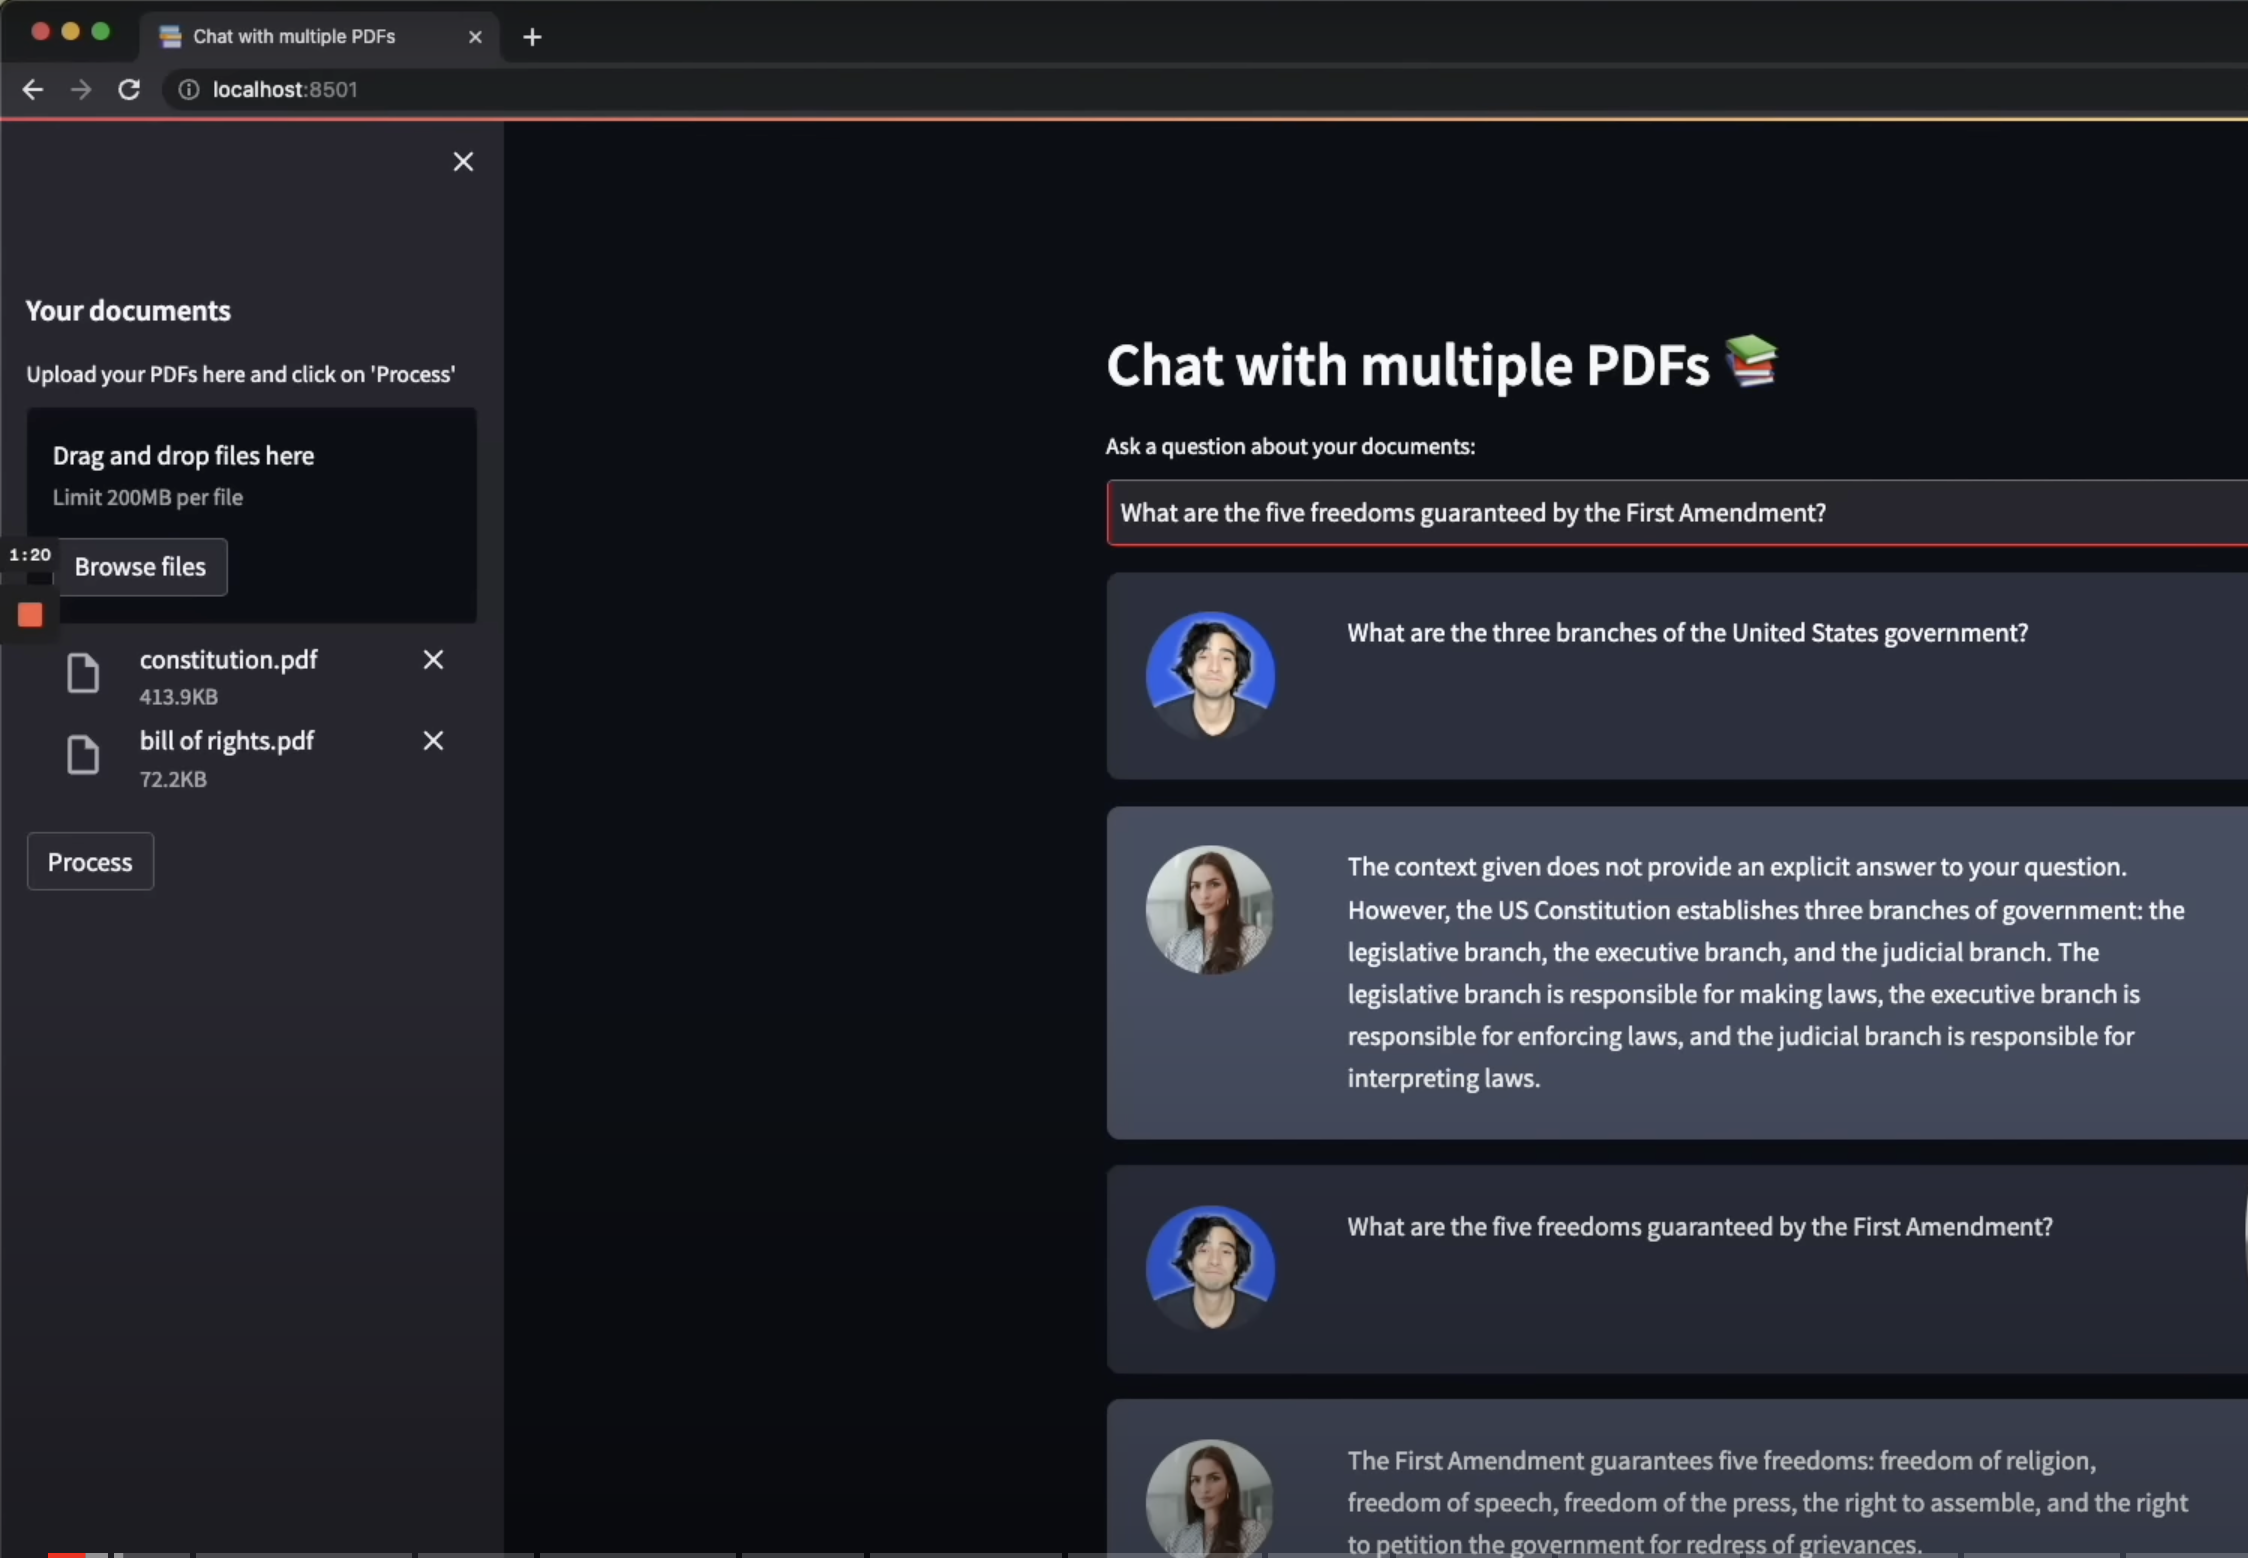 Chat with multiple PDFs
localhost:8501
Your documents
Upload your PDFs here and click on 'Process'
Drag and drop files here
Limit 200MB per file
1:20
Browse files
constitution.pdf
413.9KB
bill of rights.pdf
72.2KB
Process
Chat with multiple PDFs
Ask a question about your documents:
What are the five freedoms guaranteed by the First Amendment?
What are the three branches of the United States government?
The context given does not provide an explicit answer to your question.
However, the US Constitution establishes three branches of government: the
legislative branch, the executive branch, and the judicial branch. The
legislative branch is responsible for making laws, the executive branch is
responsible for enforcing laws, and the judicial branch is responsible for
interpreting laws.
What are the five freedoms guaranteed by the First Amendment?
The First Amendment guarantees five freedoms: freedom of religion,
freedom of speech, freedom of the press, the right to assemble, and the right
to petition the government for redress of grievances.